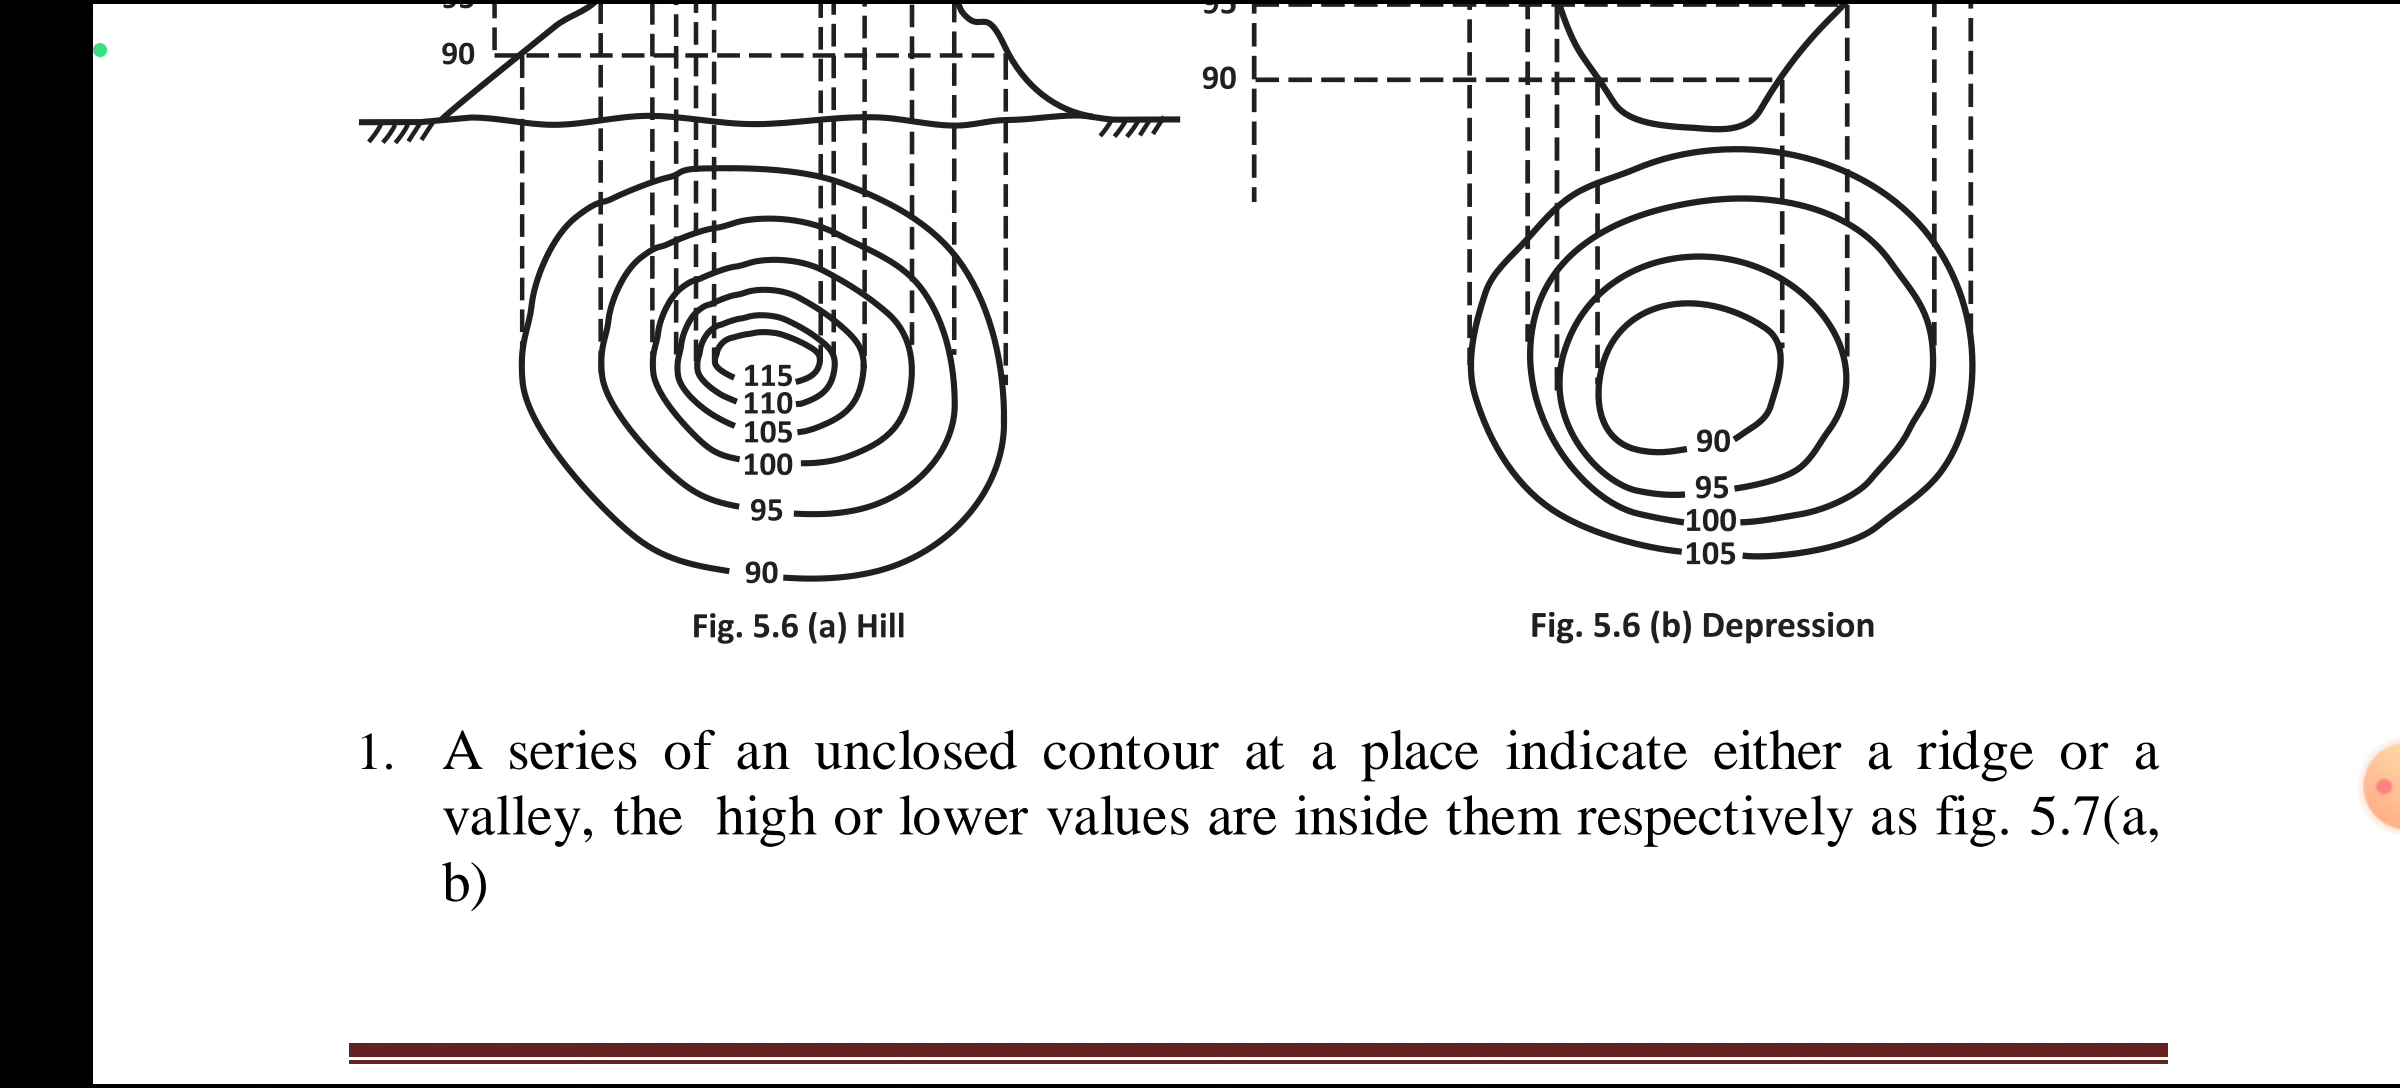 90
90
115
110
105
100
95
90
90
95
100
105
Fig. 5.6 (a) Hill
Fig. 5.6 (b) Depression
1. A series of an unclosed contour at a place indicate either a ridge or a
valley, the high or lower values are inside them respectively as fig. 5.7(a,
b)